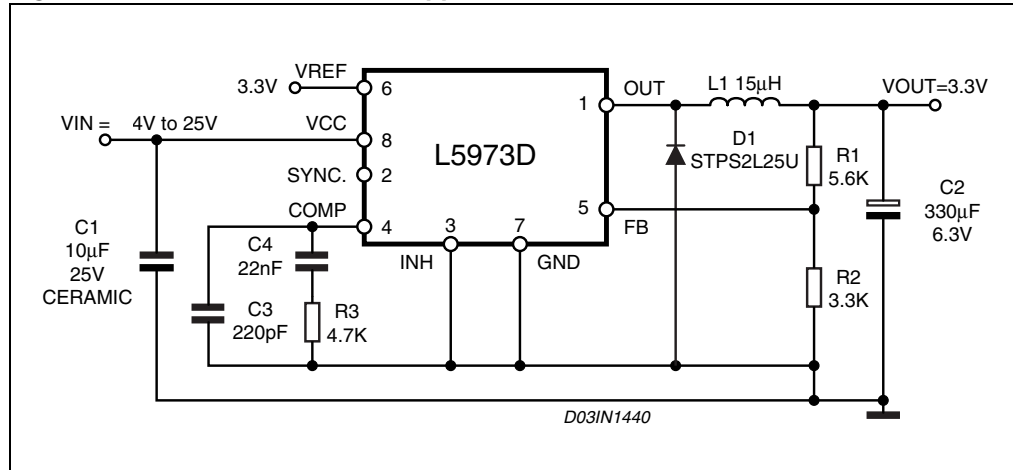 VREF
3.3V
6
VIN = 4V to 25V
VCC
8
SYNC.
2
COMP
4
L5973D
3
INH
7
GND
1
OUT
5
FB
L1 15µH
VOUT=3.3V
D1
STPS2L25U
R1
5.6K
C2
330µF
6.3V
R2
3.3K
C1
10µF
25V
CERAMIC
C4
22nF
C3
220pF
R3
4.7K
D03IN1440